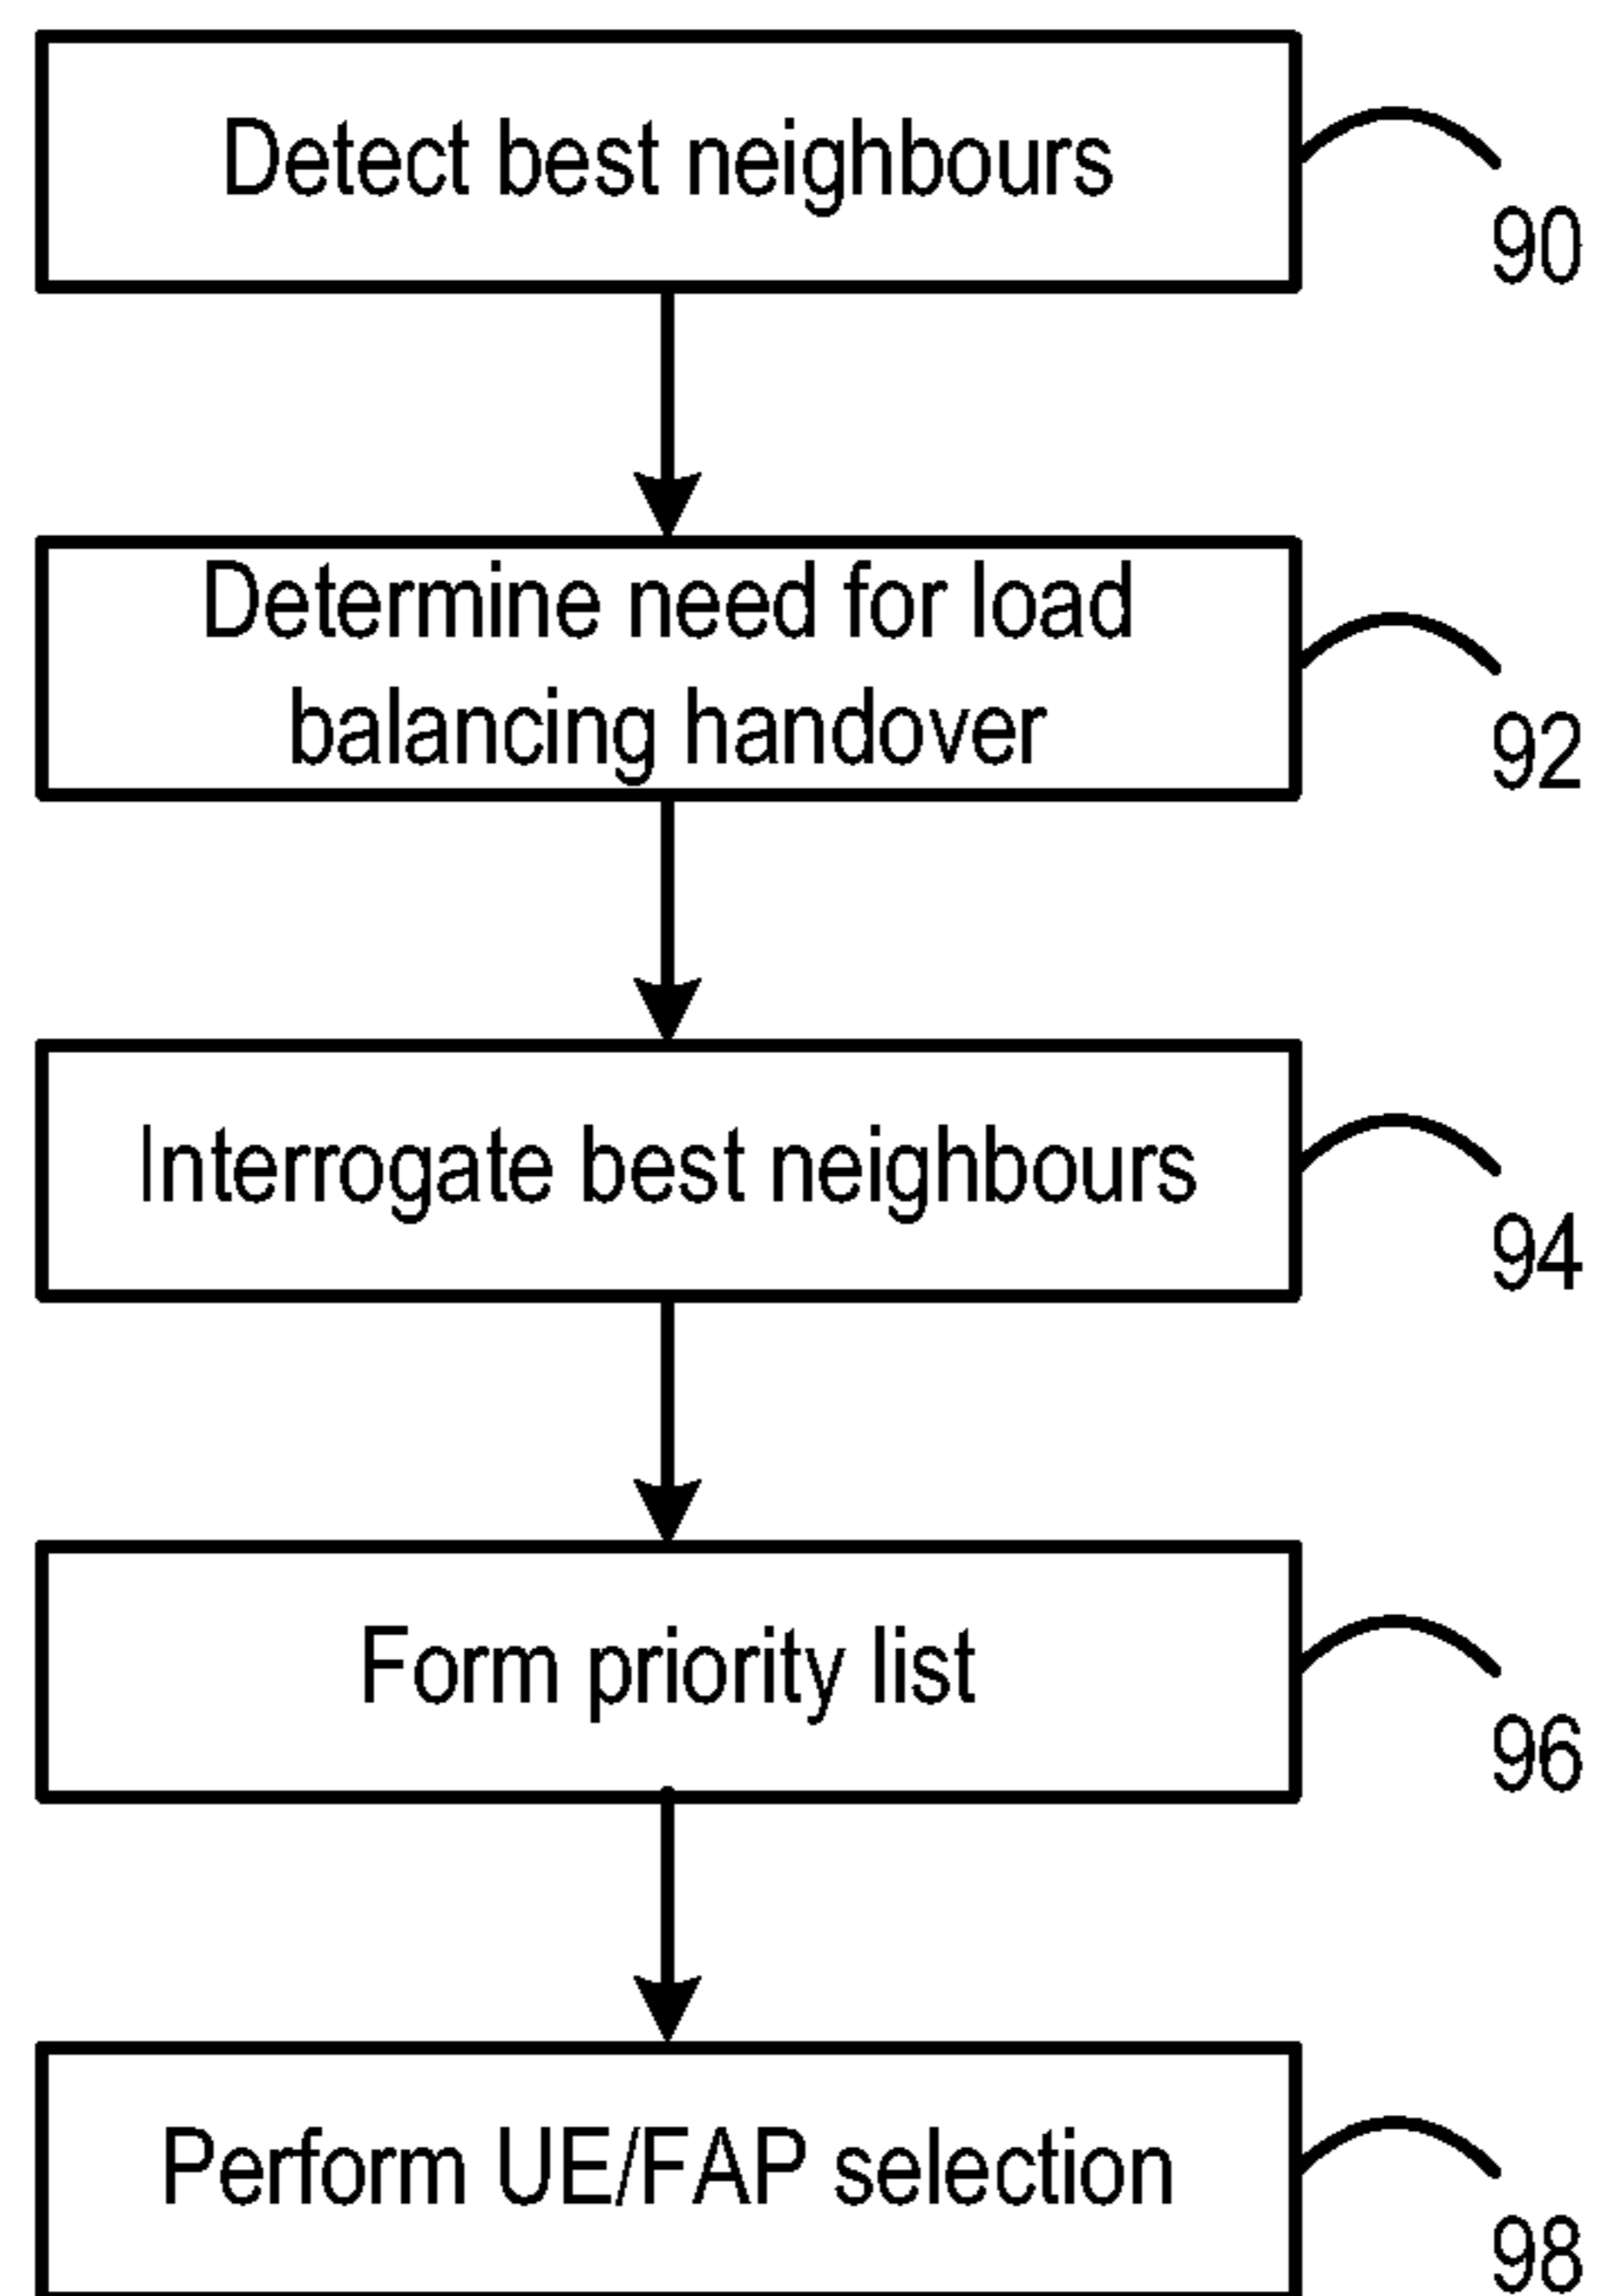 Detect best neighbours
90
Determine need for load
balancing handover
92
Interrogate best neighbours
94
Form priority list
96
Perform UE/FAP selection
98